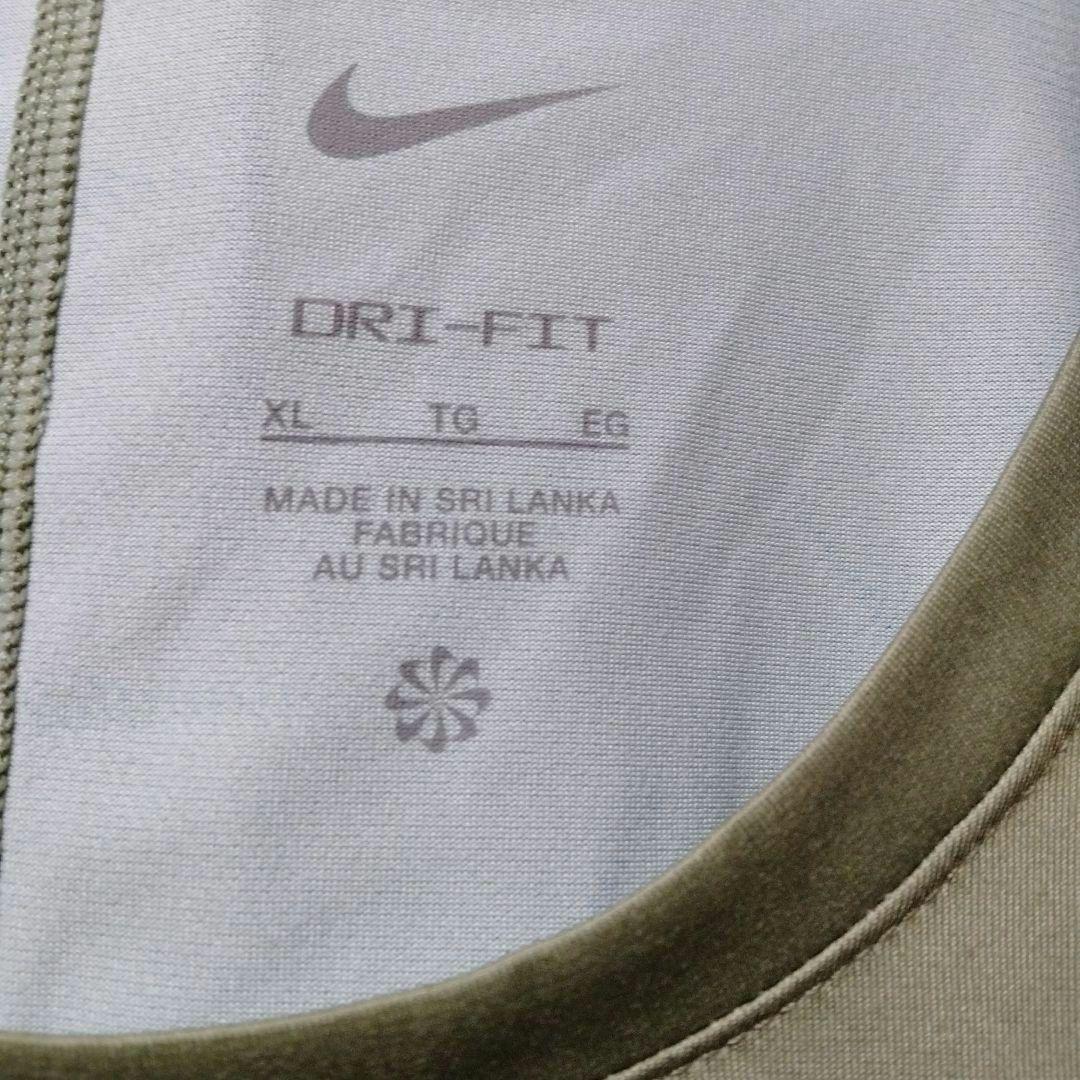 DRI-FIT
XL TG EG
MADE IN SRI LANKA
FABRIQUE
AU SRI LANKA